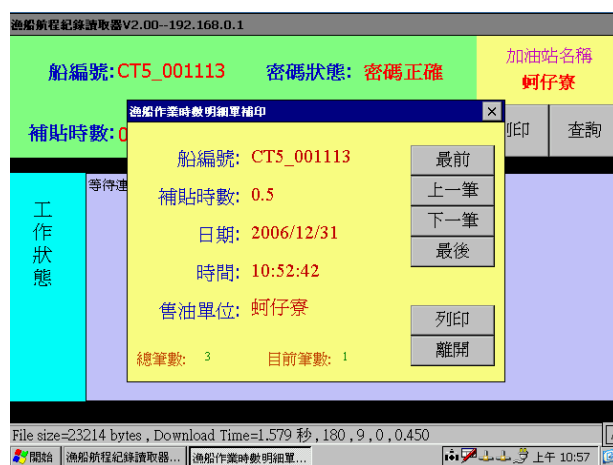 漁船航程紀錄讀取器V2.00--192.168.0.1
船編號:CT5_001113 密碼狀態: 密碼正確
加油站名稱
蚵仔寮
補貼時數:0
列印 查詢
漁船作業時數明細單補印
船編號: CT5_001113
補貼時數: 0.5
日期: 2006/12/31
時間: 10:52:42
售油單位: 蚵仔寮
總筆數: 3 目前筆數: 1
最前
上一筆
下一筆
最後
列印
離開
等待連
工作狀態
File size=23214 bytes , Download Time=1.579 秒 , 180 , 9 , 0 , 0.450
開始 漁船航程紀錄讀取器... 漁船作業時數明細單... 上午 10:57